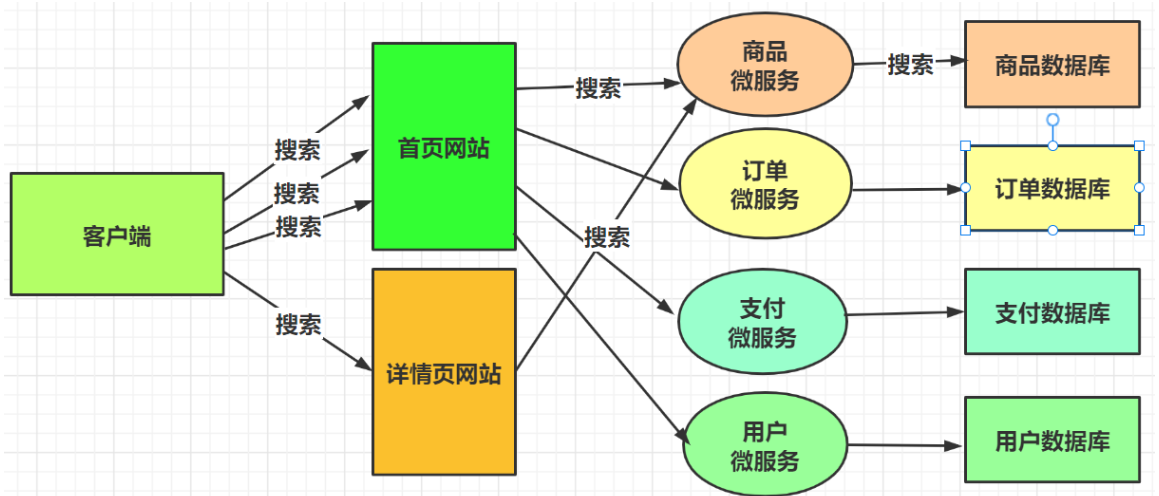 客户端
搜索
搜索
搜索
搜索
首页网站
详情页网站
搜索
搜索
商品
微服务
搜索
商品数据库
订单
微服务
订单数据库
支付
微服务
支付数据库
用户
微服务
用户数据库